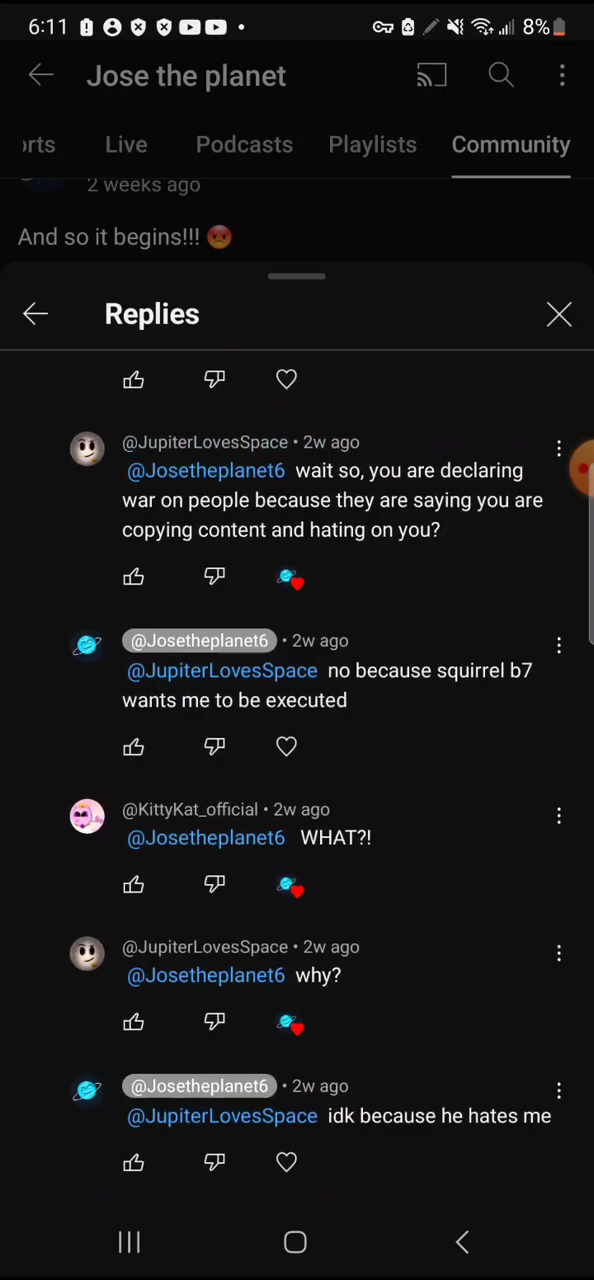 6:11
8%
Jose the planet
orts Live Podcasts Playlists Community
2 weeks ago
And so it begins!!! 😡
Replies
@JupiterLovesSpace • 2w ago
@Josetheplanet6 wait so, you are declaring
war on people because they are saying you are
copying content and hating on you?
@Josetheplanet6 • 2w ago
@JupiterLovesSpace no because squirrel b7
wants me to be executed
@KittyKat_official • 2w ago
@Josetheplanet6 WHAT?!
@JupiterLovesSpace • 2w ago
@Josetheplanet6 why?
@Josetheplanet6 • 2w ago
@JupiterLovesSpace idk because he hates me